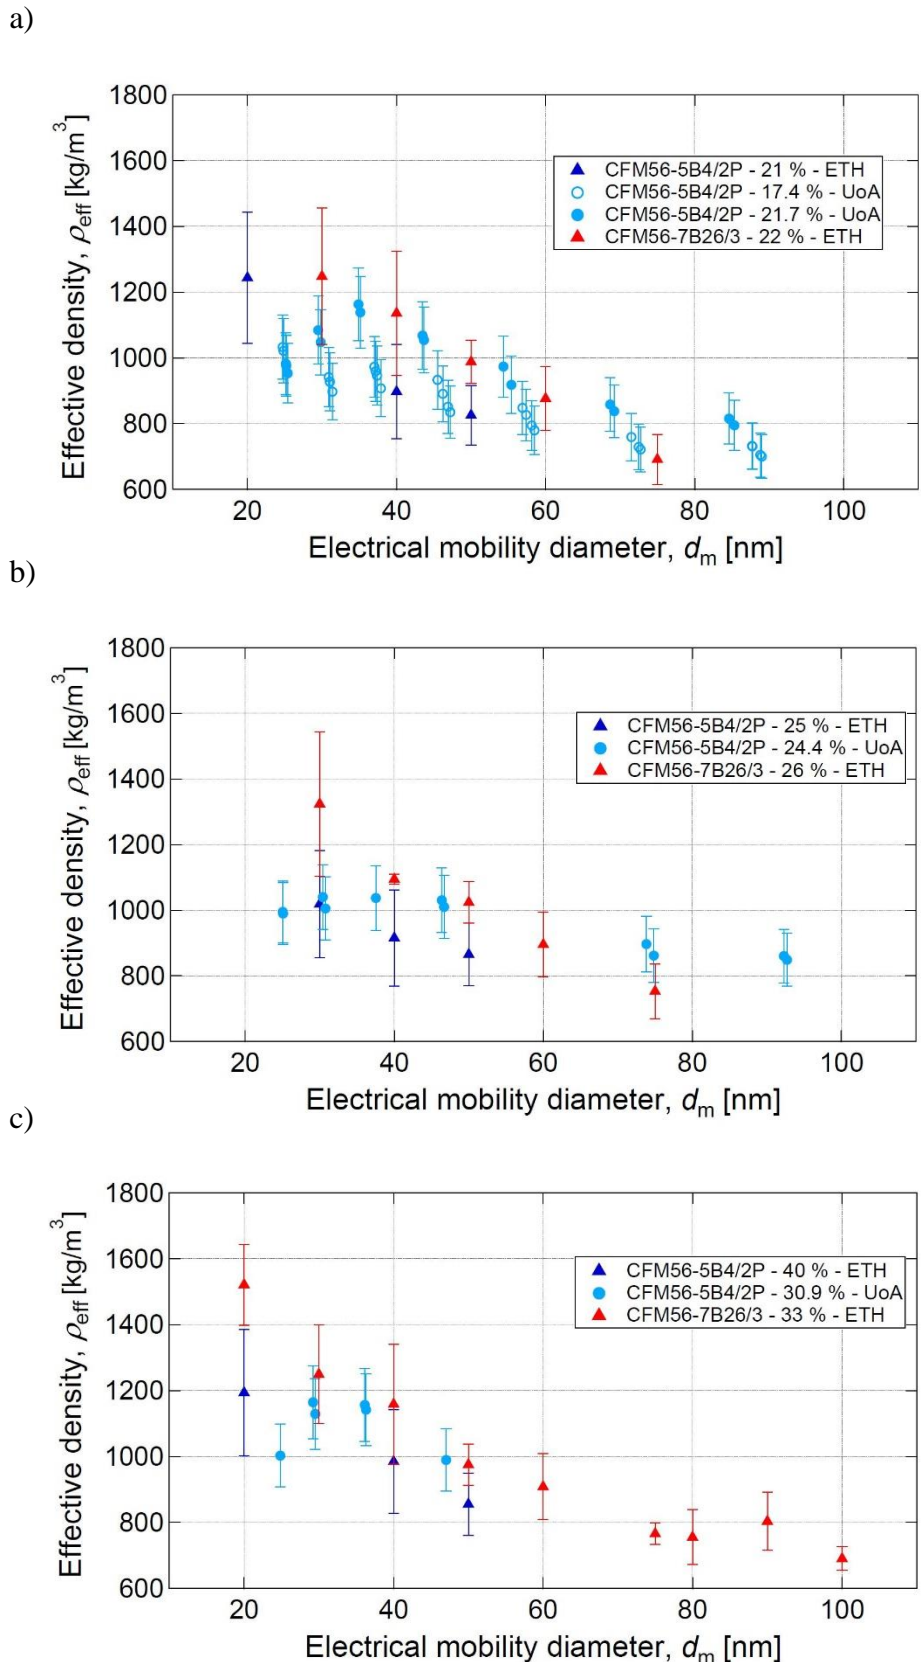 a)
1800
1600
1400
1200
1000
800
600
Effective density, ρeff [kg/m3]
CFM56-5B4/2P - 21 % - ETH
CFM56-5B4/2P - 17.4 % - UoA
CFM56-5B4/2P - 21.7 % - UoA
CFM56-7B26/3 - 22 % - ETH
20 40 60 80 100
Electrical mobility diameter, dm [nm]
b)
1800
1600
1400
1200
1000
800
600
Effective density, ρeff [kg/m3]
CFM56-5B4/2P - 25 % - ETH
CFM56-5B4/2P - 24.4 % - UoA
CFM56-7B26/3 - 26 % - ETH
20 40 60 80 100
Electrical mobility diameter, dm [nm]
c)
1800
1600
1400
1200
1000
800
600
Effective density, ρeff [kg/m3]
CFM56-5B4/2P - 40 % - ETH
CFM56-5B4/2P - 30.9 % - UoA
CFM56-7B26/3 - 33 % - ETH
20 40 60 80 100
Electrical mobility diameter, dm [nm]